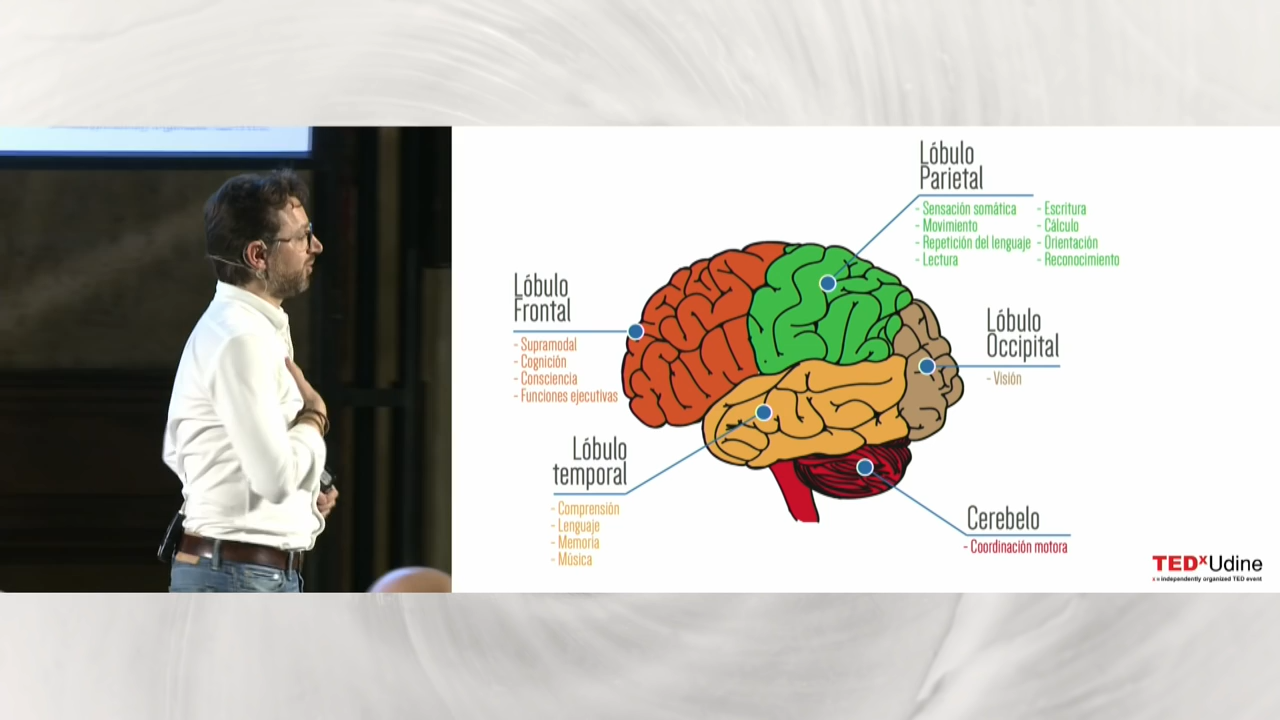 Lóbulo
Parietal
- Sensación somática
- Movimiento
- Repetición del lenguaje
- Lectura
- Escritura
- Cálculo
- Orientación
- Reconocimiento
Lóbulo
Frontal
- Supramodal
- Cognición
- Consciencia
- Funciones ejecutivas
Lóbulo
Occipital
- Visión
Lóbulo
temporal
- Comprensión
- Lenguaje
- Memoria
- Música
Cerebelo
- Coordinación motora
TEDxUdine
x = independently organized TED event